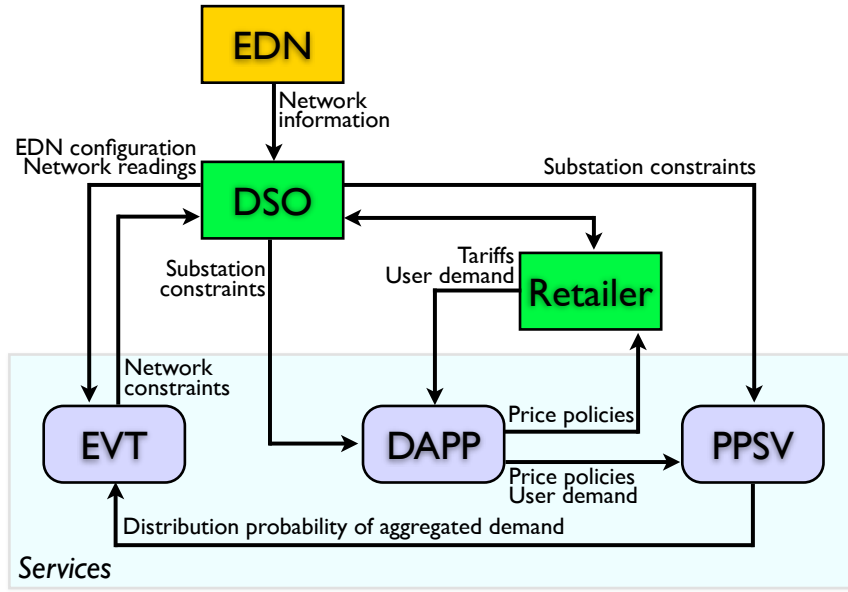 EDN
Network
information
EDN configuration
Network readings
Substation constraints
DSO
Substation
constraints
Tariffs
User demand
Retailer
Network
constraints
EVT
DAPP
Price policies
PPSV
Price policies
User demand
Distribution probability of aggregated demand
Services